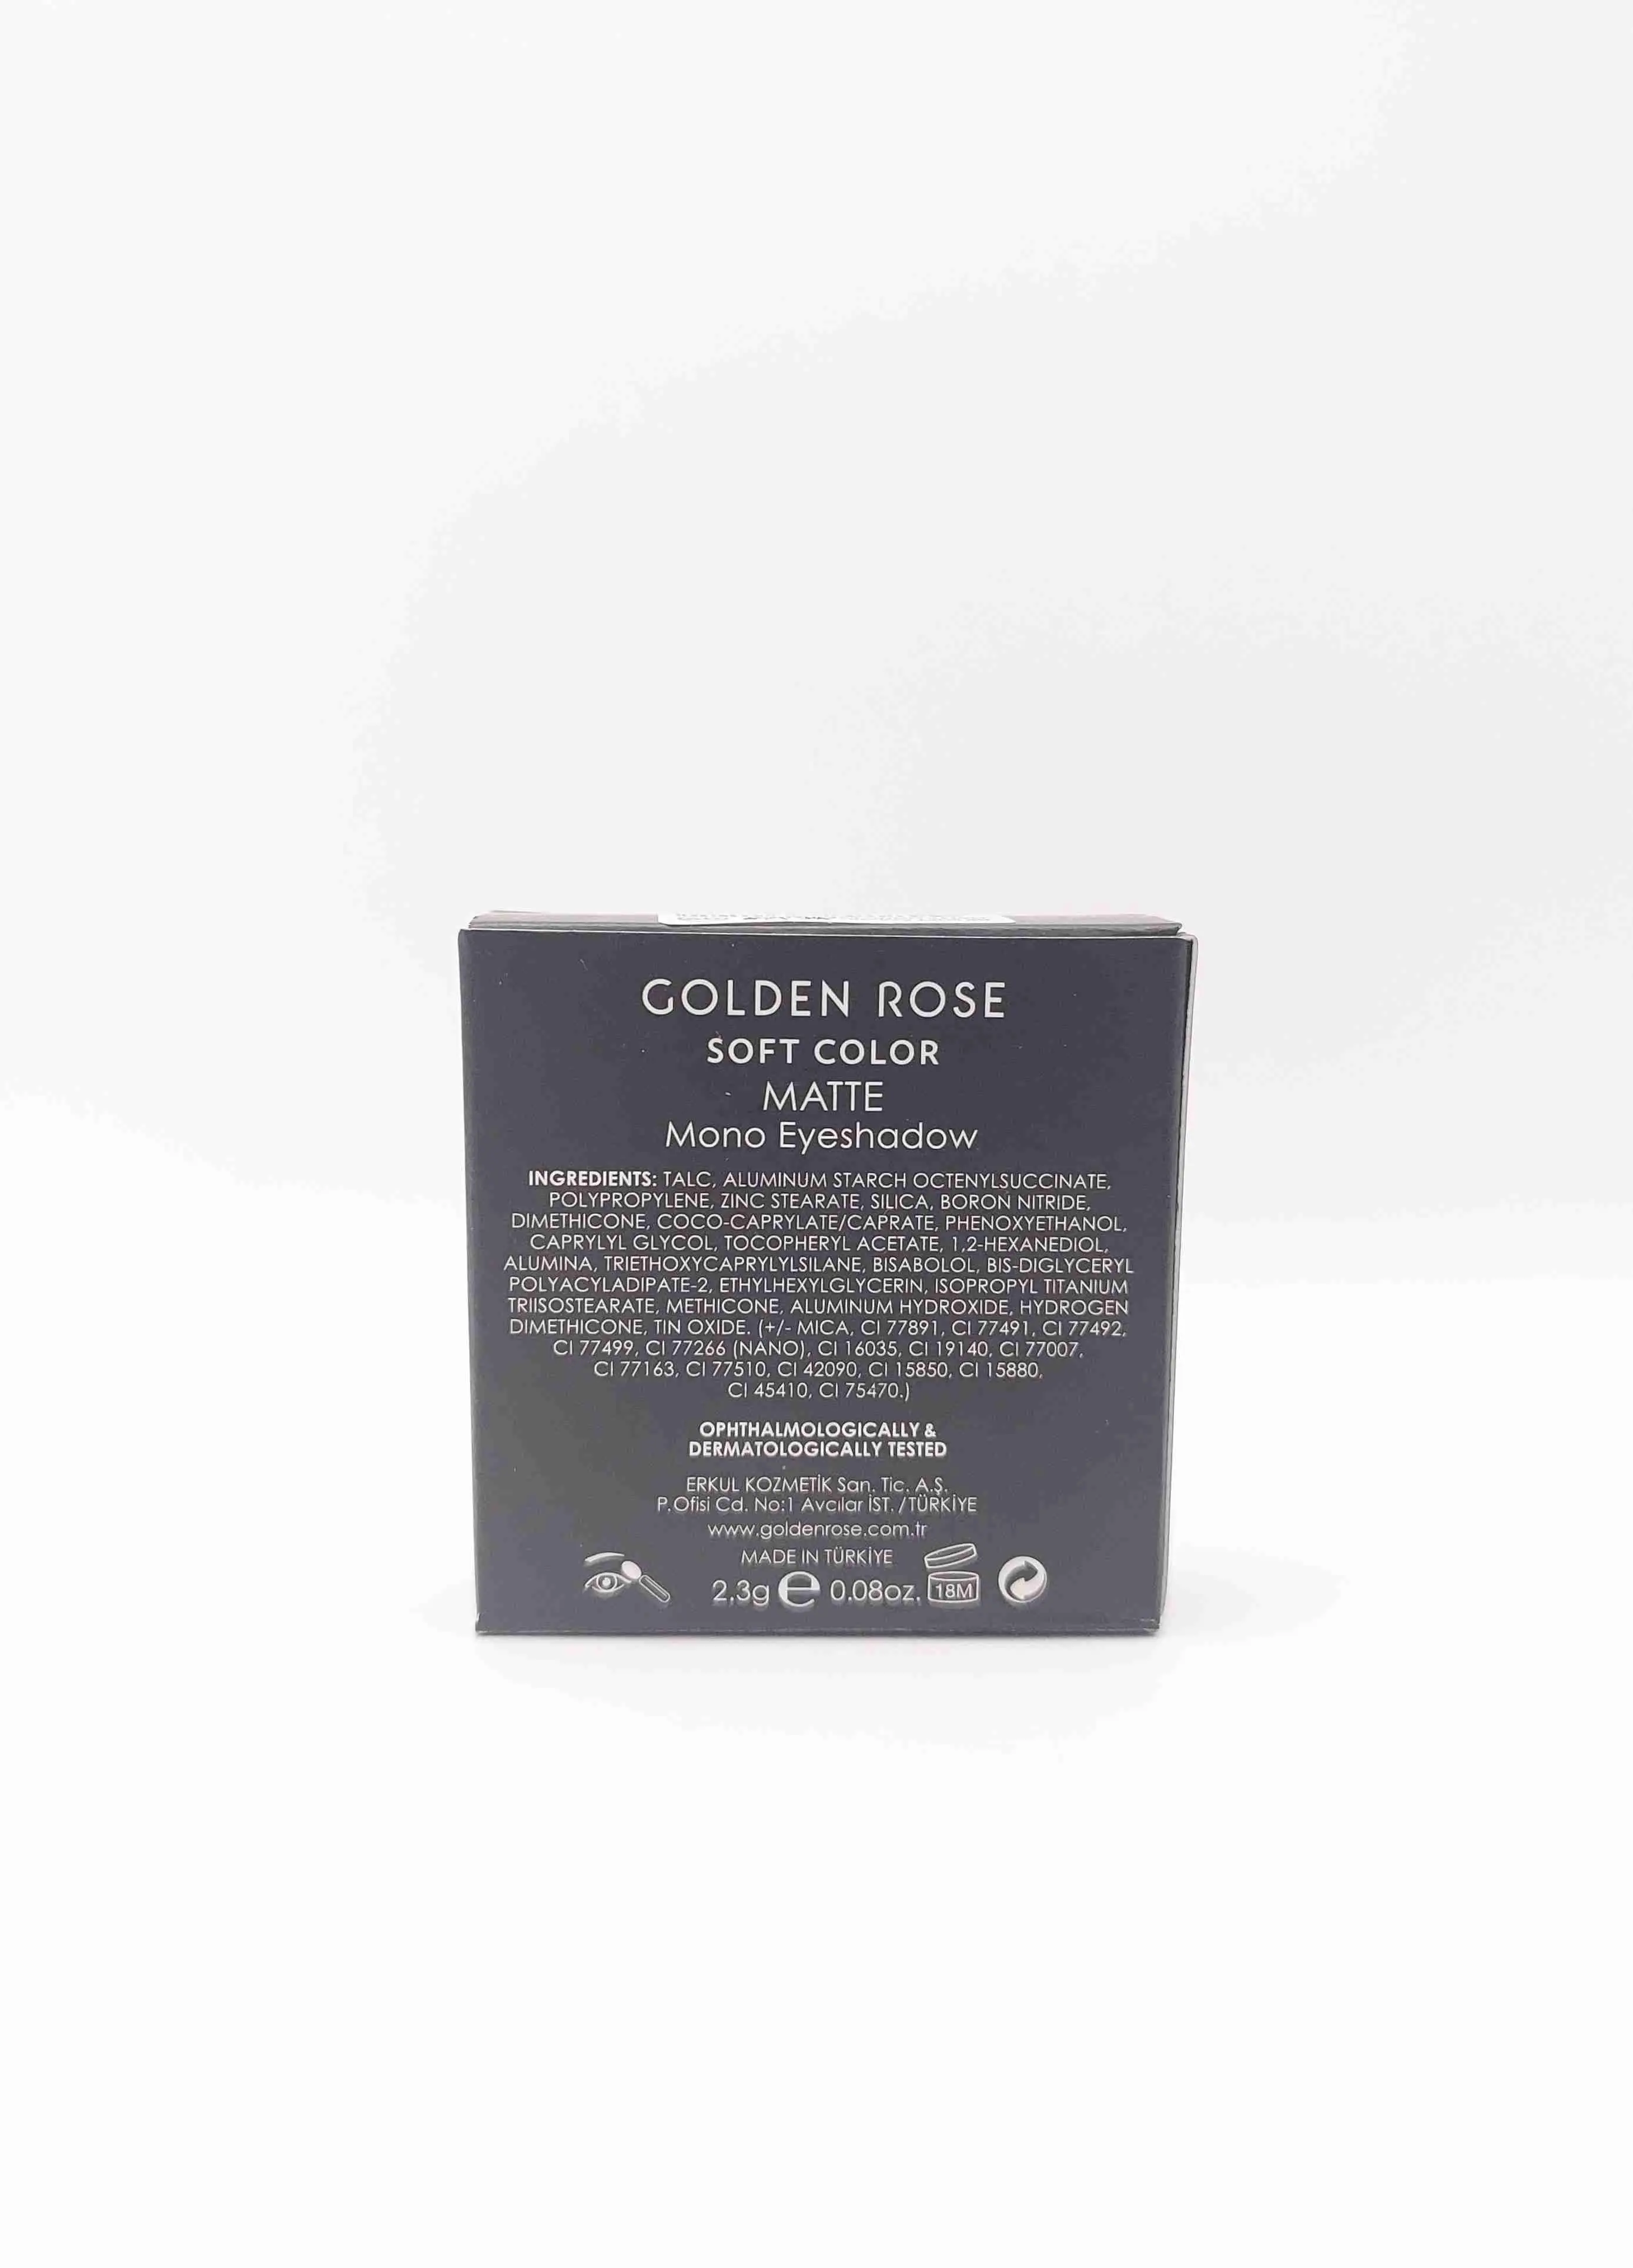 GOLDEN ROSE
SOFT COLOR
MATTE
Mono Eyeshadow
INGREDIENTS: TALC, ALUMINUM STARCH OCTENYLSUCCINATE,
POLYPROPYLENE, ZINC STEARATE, SILICA, BORON NITRIDE,
DIMETHICONE, COCO-CAPRYLATE/CAPRATE, PHENOXYETHANOL,
CAPRYLYL GLYCOL, TOCOPHERYL ACETATE, 1,2-HEXANEDIOL,
ALUMINA, TRIETHOXYCAPRYLYLSILANE, BISABOLOL, BIS-DIGLYCERYL
POLYACYLADIPATE-2, ETHYLHEXYLGLYCERIN, ISOPROPYL TITANIUM
TRIISOSTEARATE, METHICONE, ALUMINUM HYDROXIDE, HYDROGEN
DIMETHICONE, TIN OXIDE. (+/- MICA, CI 77891, CI 77491, CI 77492,
CI 77499, CI 77266 (NANO), CI 16035, CI 19140, CI 77007,
CI 77163, CI 77510, CI 42090, CI 15850, CI 15880,
CI 45410, CI 75470.)
OPHTHALMOLOGICALLY &
DERMATOLOGICALLY TESTED
ERKUL KOZMETİK San. Tic. A.Ş.
P.Ofisi Cd. No:1 Avcılar İST. / TÜRKİYE
www.goldenrose.com.tr
MADE IN TÜRKİYE
2.3g e 0.08oz. 18M